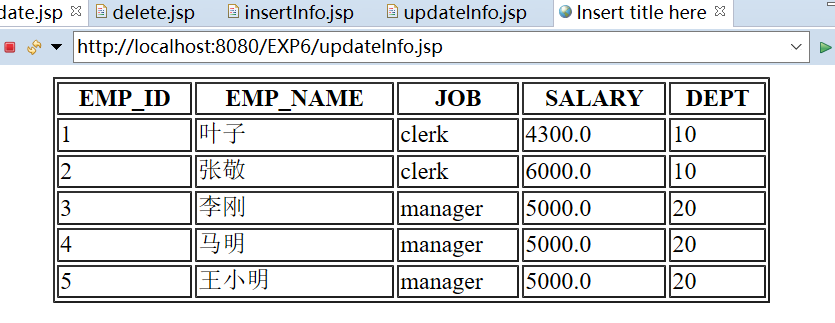 date.jsp delete.jsp insertInfo.jsp updateInfo.jsp Insert title here
http://localhost:8080/EXP6/updateInfo.jsp
EMP_ID EMP_NAME JOB SALARY DEPT
1 叶子 clerk 4300.0 10
2 张敬 clerk 6000.0 10
3 李刚 manager 5000.0 20
4 马明 manager 5000.0 20
5 王小明 manager 5000.0 20